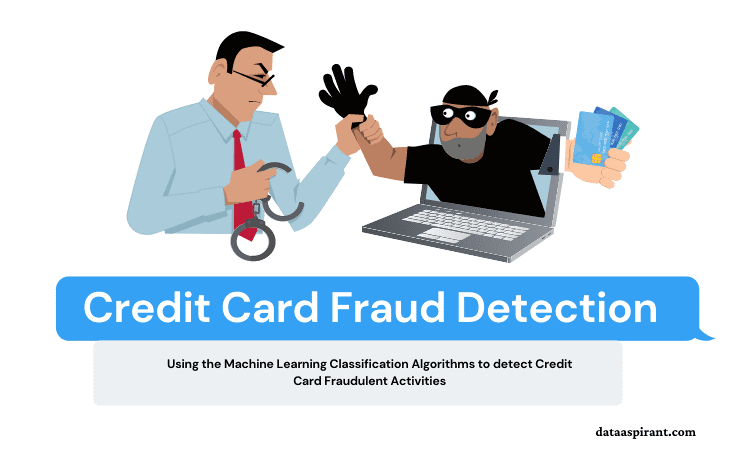 Credit Card Fraud Detection
Using the Machine Learning Classification Algorithms to detect Credit
Card Fraudulent Activities
dataaspirant.com